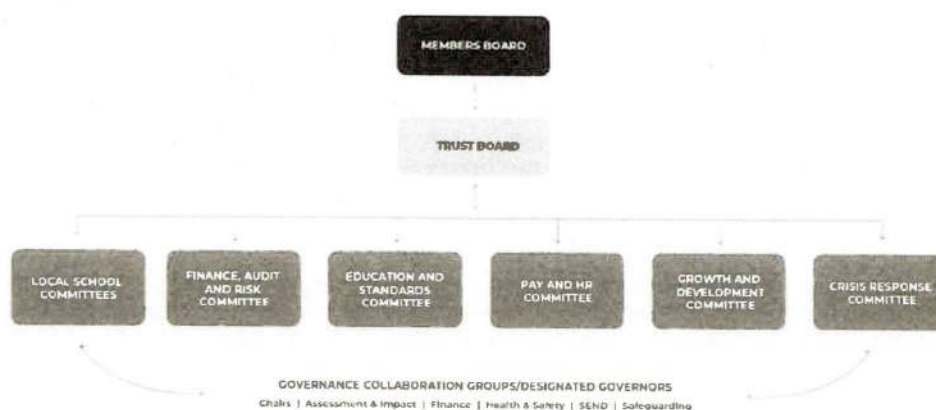 MEMBERS BOARD
TRUST BOARD
LOCAL SCHOOL
COMMITTEES
FINANCE, AUDIT
AND RISK
COMMITTEE
EDUCATION AND
STANDARDS
COMMITTEE
PAY AND HR
COMMITTEE
GROWTH AND
DEVELOPMENT
COMMITTEE
CRISIS RESPONSE
COMMITTEE
GOVERNANCE COLLABORATION GROUPS/DESIGNATED GOVERNORS
Chairs | Assessment & Impact | Finance | Health & Safety | SEND | Safeguarding